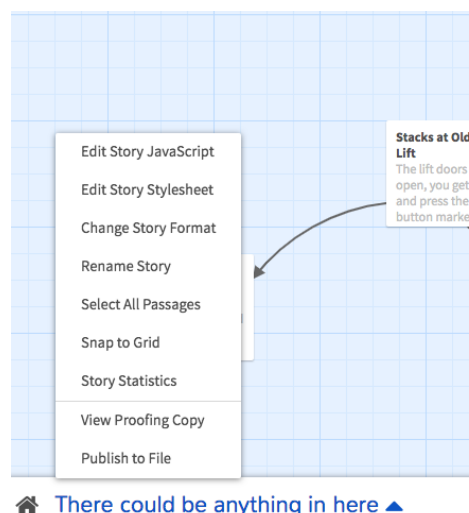 Edit Story JavaScript
Edit Story Stylesheet
Change Story Format
Rename Story
Select All Passages
Snap to Grid
Story Statistics
View Proofing Copy
Publish to File
Stacks at Old
Lift
The lift doors
open, you get
and press the
button marke
There could be anything in here